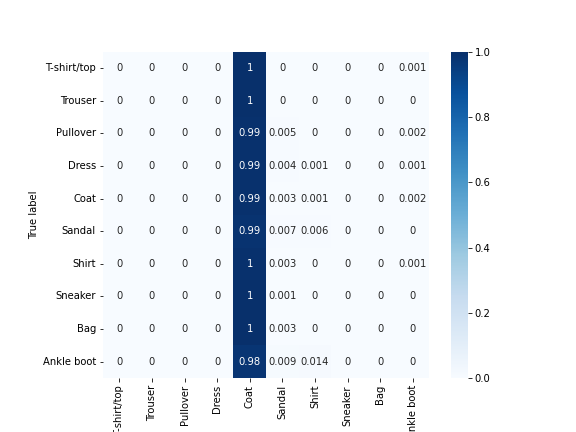 T-shirt/top 0 0 0 0 1 0 0 0 0 0.001 1.0
Trouser 0 0 0 0 1 0 0 0 0 0
Pullover 0 0 0 0 0.99 0.005 0 0 0 0.002 0.8
Dress 0 0 0 0 0.99 0.004 0.001 0 0 0.001
0.6
Coat 0 0 0 0 0.99 0.003 0.001 0 0 0.002
True label
Sandal 0 0 0 0 0.99 0.007 0.006 0 0 0
0.4
Shirt 0 0 0 0 1 0.003 0 0 0 0.001
Sneaker 0 0 0 0 1 0.001 0 0 0 0
0.2
Bag 0 0 0 0 1 0.003 0 0 0 0
Ankle boot 0 0 0 0 0.98 0.009 0.014 0 0 0
0.0
-shirt/top Trouser Pullover Dress Coat Sandal Shirt Sneaker Bag nkle boot